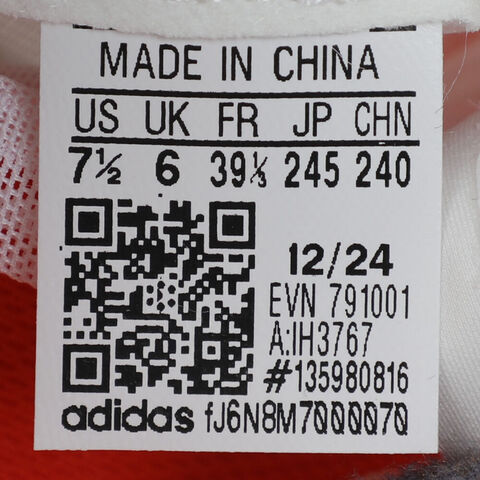 MADE IN CHINA
US UK FR JP CHN
7½ 6 39⅓ 245 240
12/24
EVN 791001
A:IH3767
#135980816
adidas fJ6N8M7000070